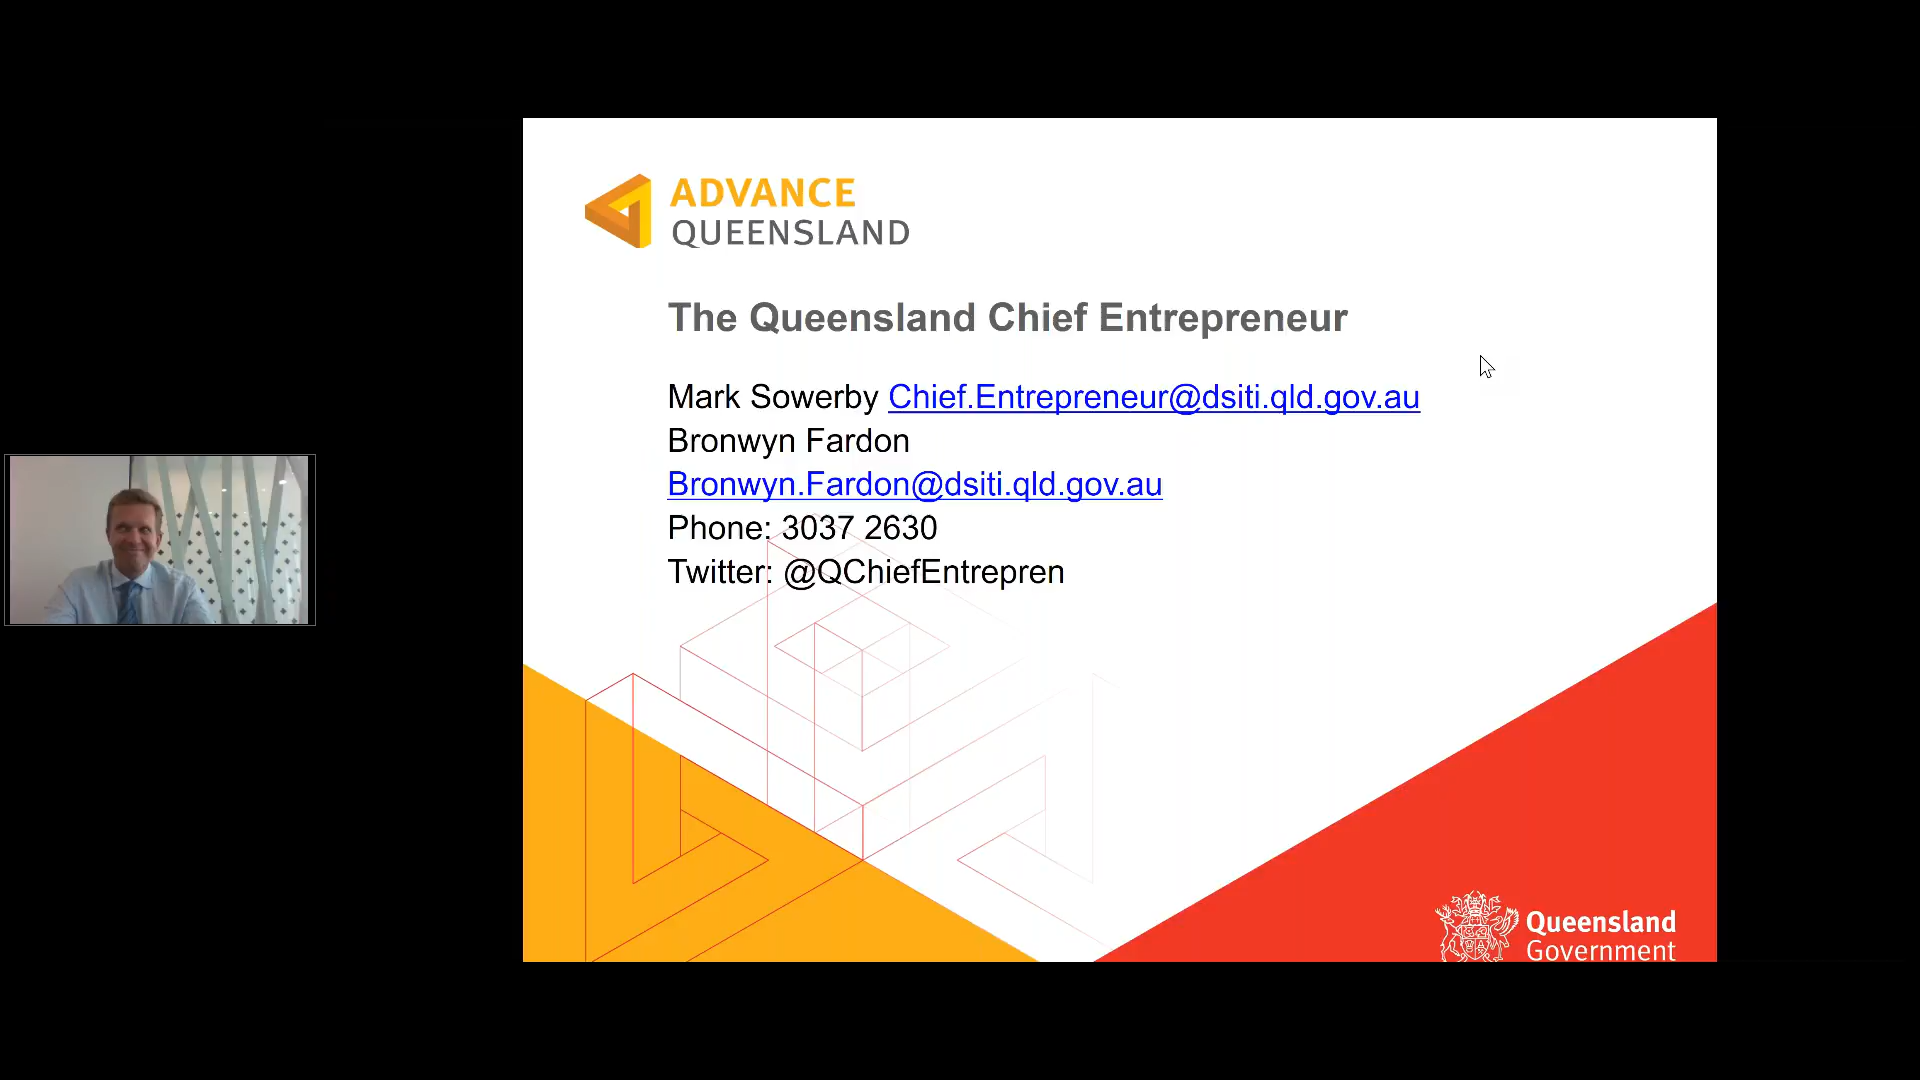 ADVANCE
QUEENSLAND
The Queensland Chief Entrepreneur
Mark Sowerby Chief.Entrepreneur@dsiti.qld.gov.au
Bronwyn Fardon
Bronwyn.Fardon@dsiti.qld.gov.au
Phone: 3037 2630
Twitter: @QChiefEntrepren
Queensland
Government